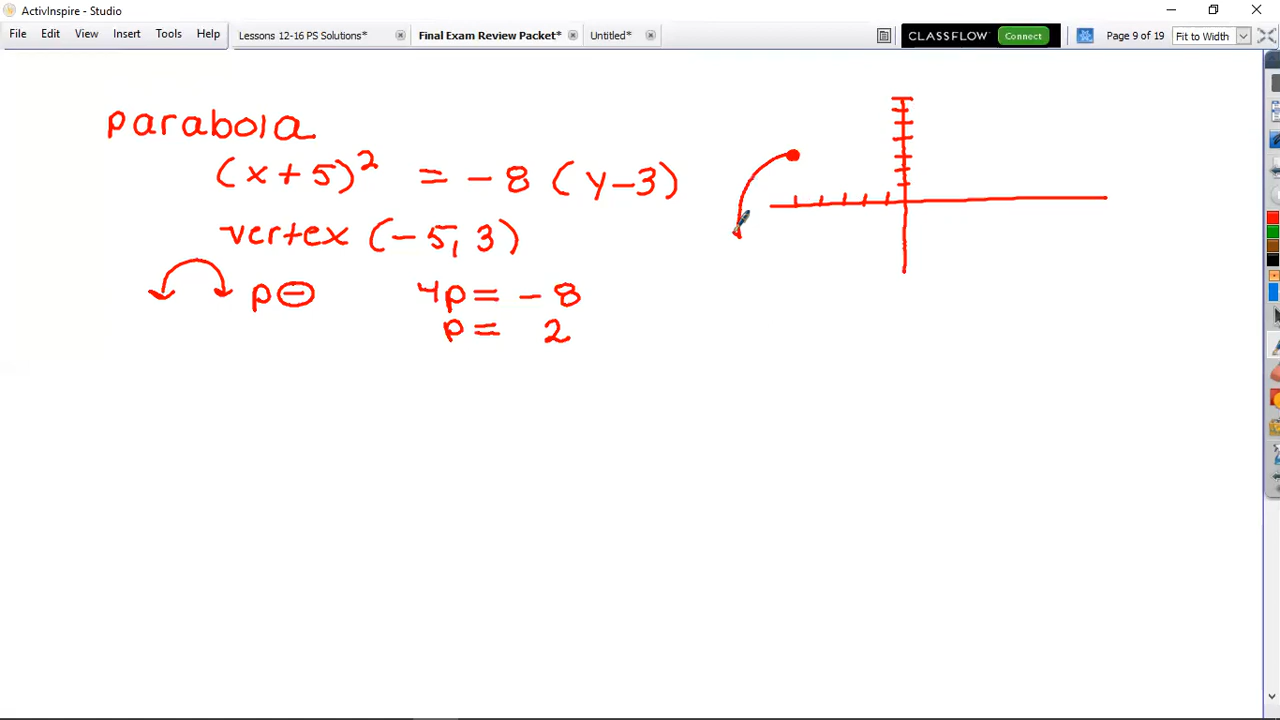 ActivInspire - Studio
File Edit View Insert Tools Help
Lessons 12-16 PS Solutions*
Final Exam Review Packet*
Untitled*
CLASSFLOW Connect
Page 9 of 19
Fit to Width
parabola
(x+5)² = -8 (y-3)
vertex (-5, 3)
p⊖ 4p = -8
p = 2